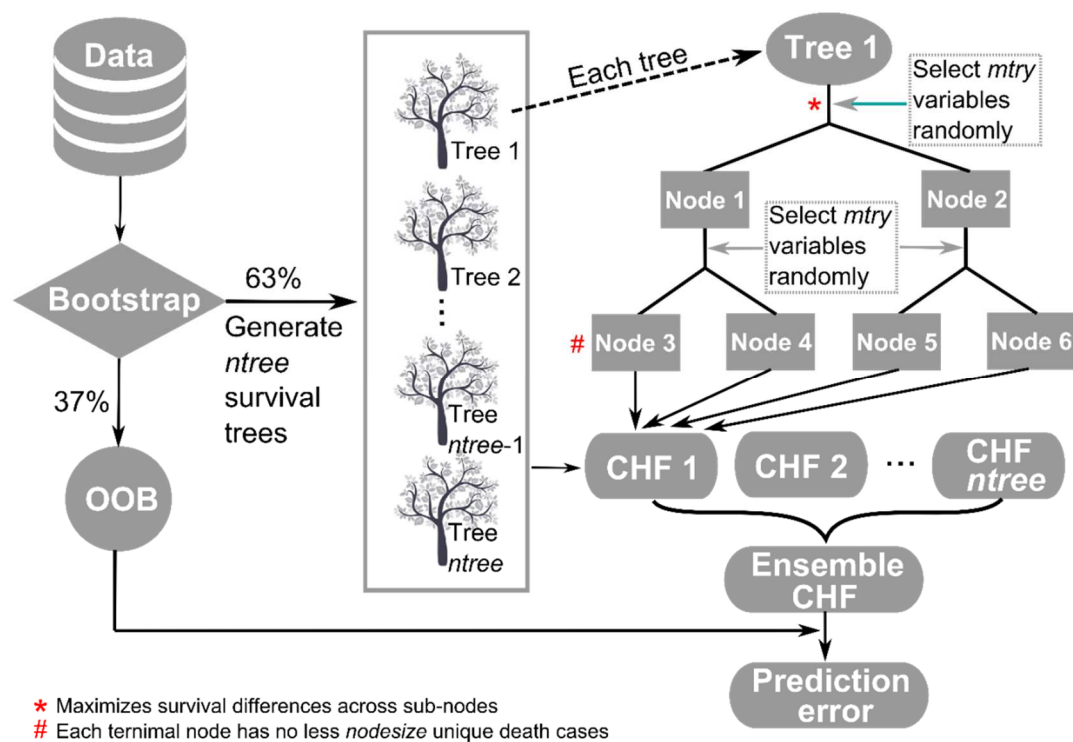 Data
Bootstrap
63%
Generate
ntree
survival
trees
37%
OOB
Tree 1
Tree 2
⋮
Tree
ntree-1
Tree
ntree
Each tree
Tree 1
*
Select mtry
variables
randomly
Node 1
Node 2
Select mtry
variables
randomly
# Node 3
Node 4
Node 5
Node 6
CHF 1
CHF 2
...
CHF
ntree
Ensemble
CHF
Prediction
error
* Maximizes survival differences across sub-nodes
# Each ternimal node has no less nodesize unique death cases